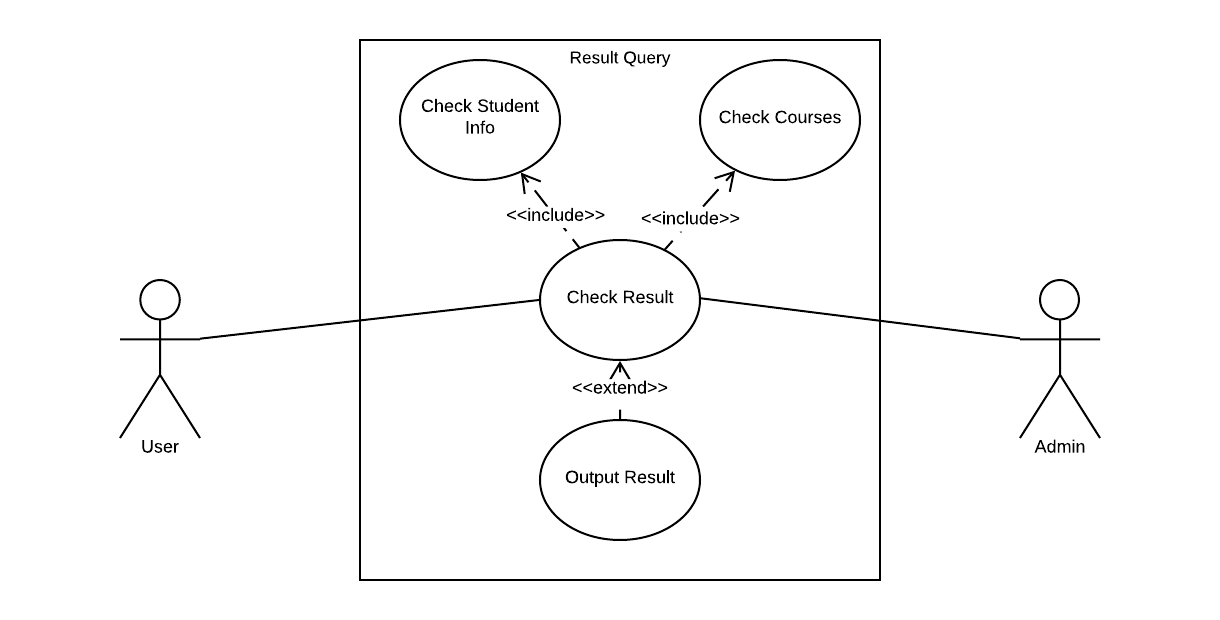 Result Query
Check Student
Info
Check Courses
<<include>>
<<include>>
Check Result
<<extend>>
User
Admin
Output Result